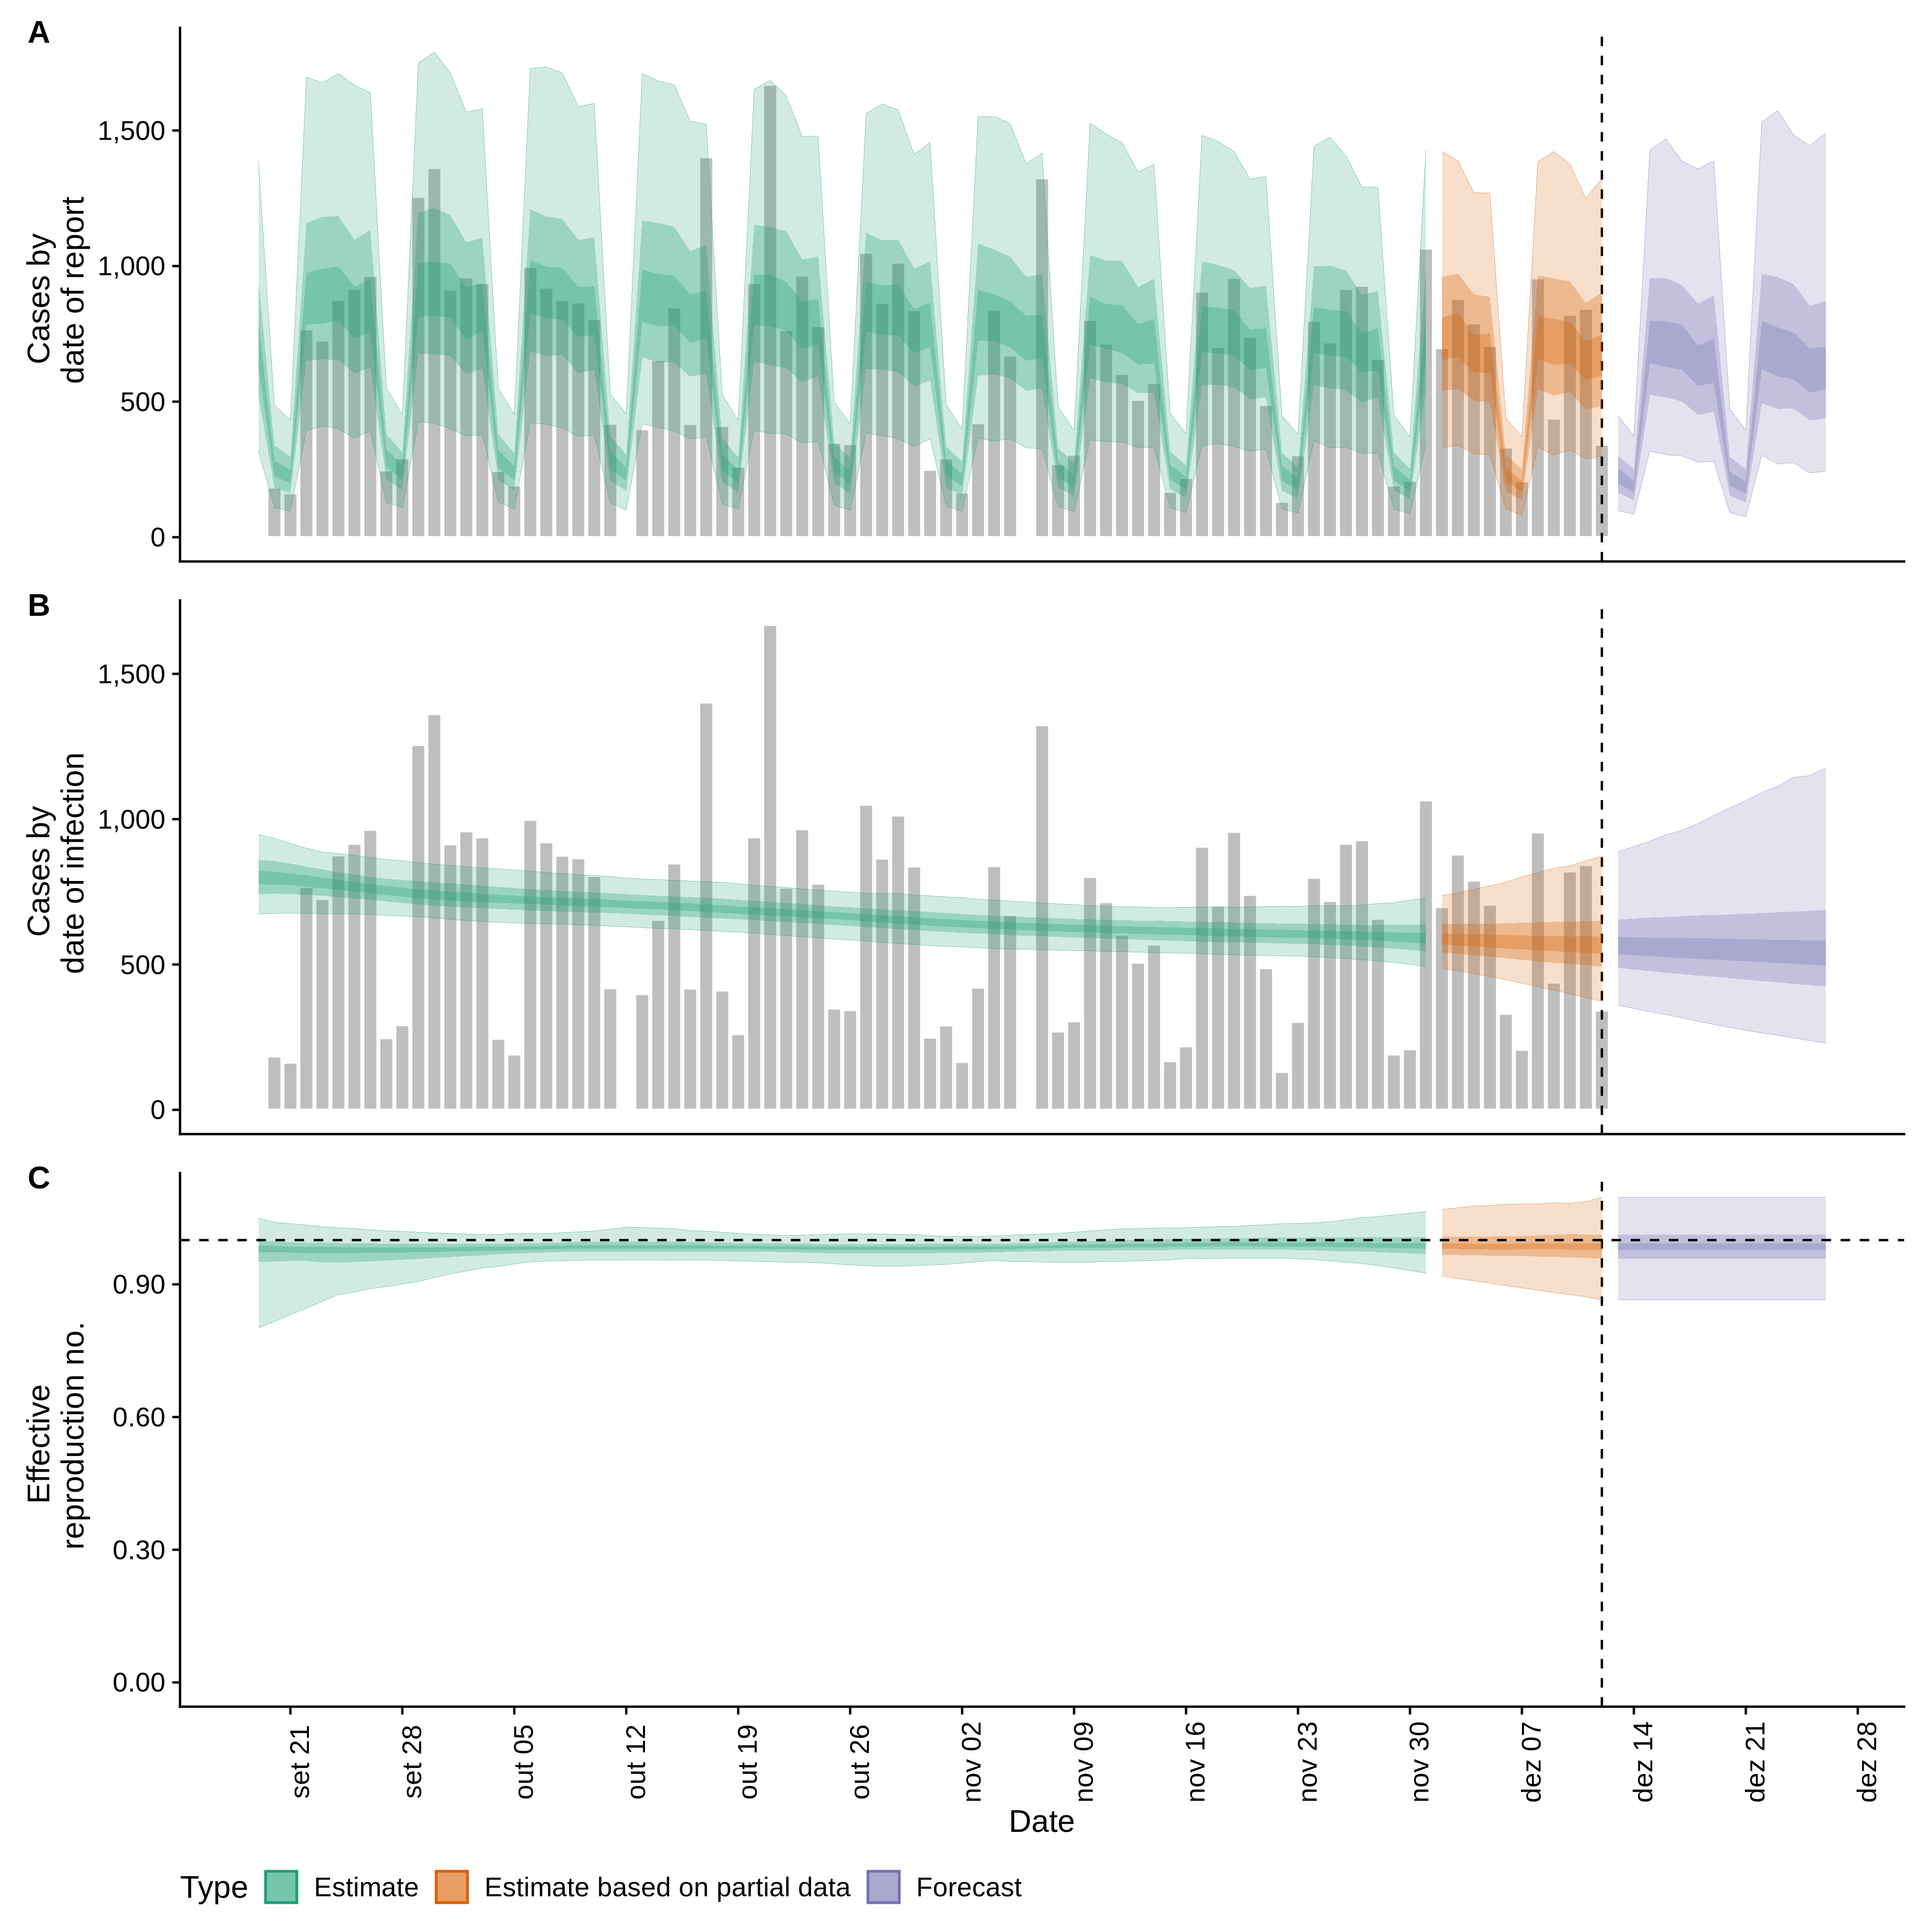 A
1,500
1,000
500
0
Cases by
date of report
B
1,500
1,000
500
0
Cases by
date of infection
C
0.90
0.60
0.30
0.00
Effective
reproduction no.
set 21
set 28
out 05
out 12
out 19
out 26
nov 02
nov 09
nov 16
nov 23
nov 30
dez 07
dez 14
dez 21
dez 28
Date
Type Estimate Estimate based on partial data Forecast